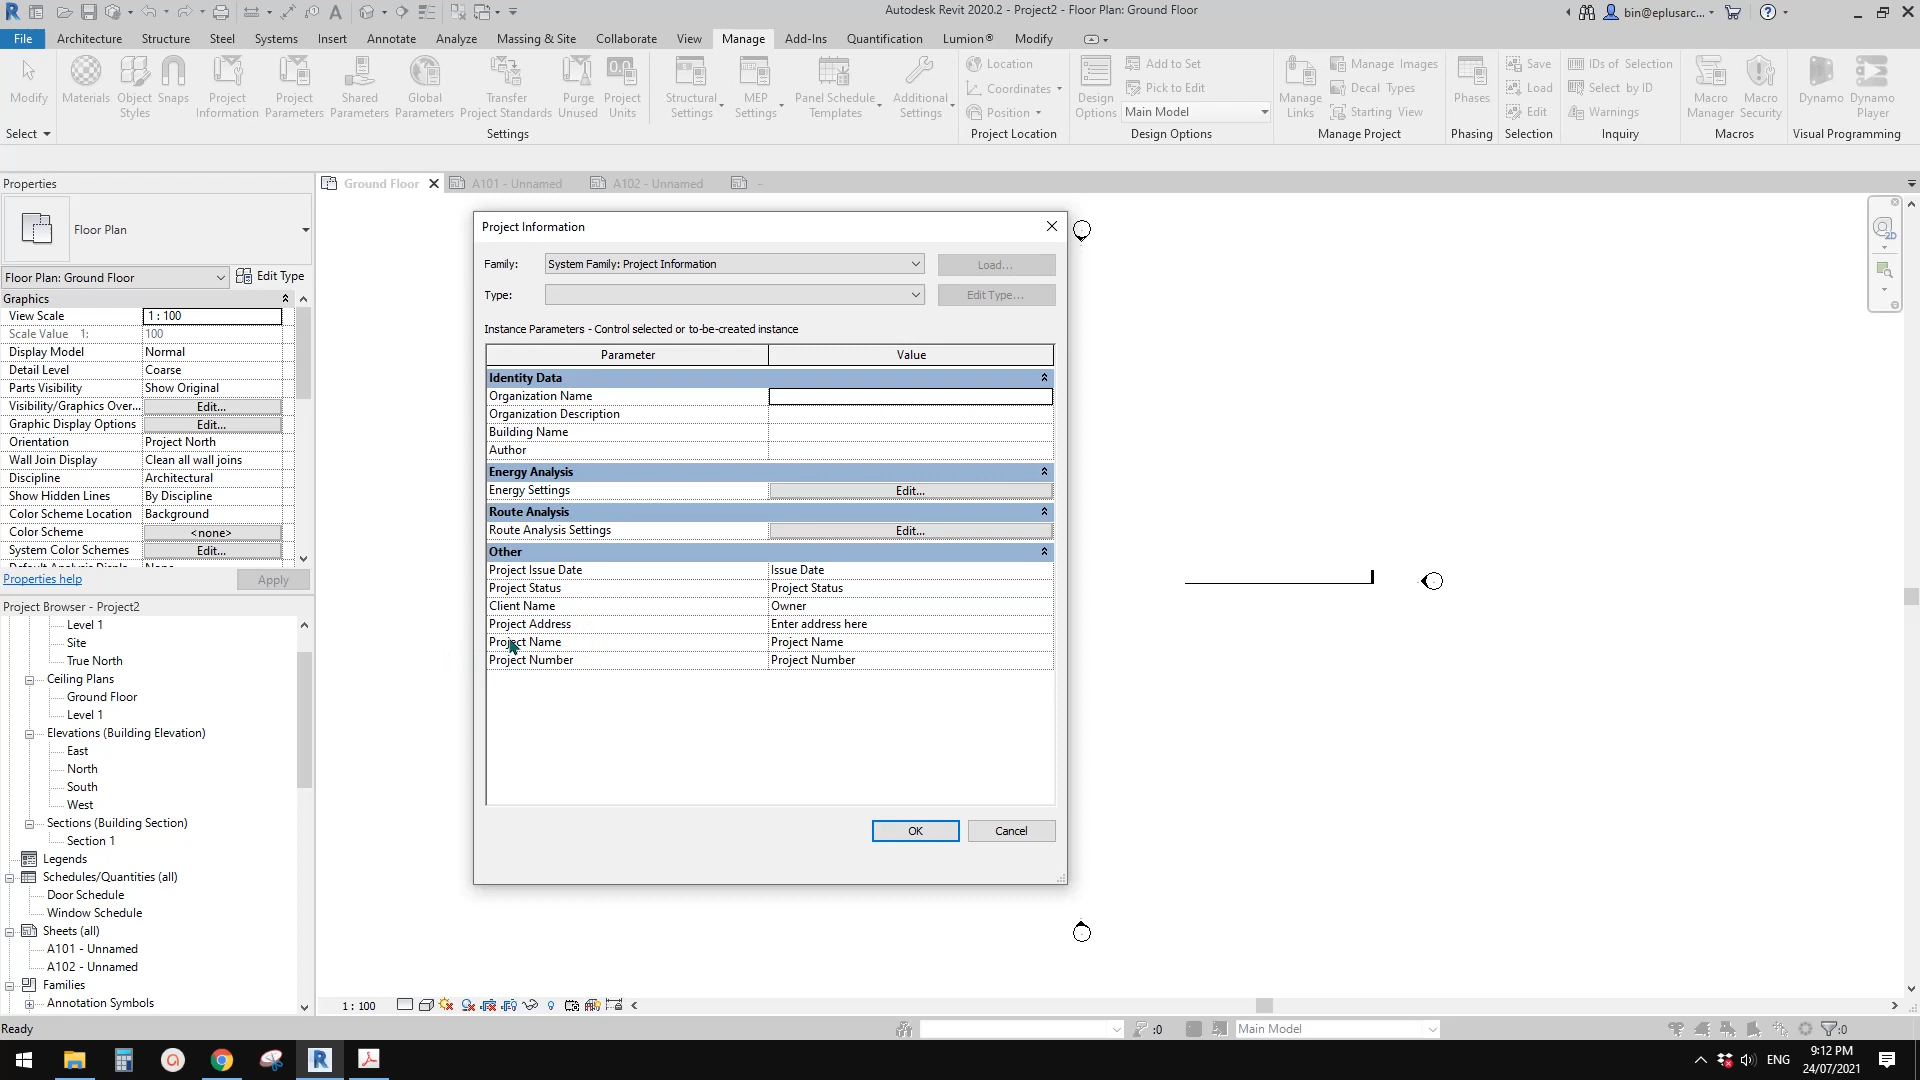 Autodesk Revit 2020.2 - Project2 - Floor Plan: Ground Floor
bin@eplusarc...
File Architecture Structure Steel Systems Insert Annotate Analyze Massing & Site Collaborate View Manage Add-Ins Quantification Lumion® Modify
Modify
Materials
Object Styles
Snaps
Project Information
Project Parameters
Shared Parameters
Global Parameters
Transfer Project Standards
Purge Unused
Project Units
Structural Settings
MEP Settings
Panel Schedule Templates
Additional Settings
Location
Coordinates
Position
Design Options
Add to Set
Pick to Edit
Main Model
Manage Links
Manage Images
Decal Types
Starting View
Phases
Save
Load
Edit
IDs of Selection
Select by ID
Warnings
Macro Manager
Macro Security
Dynamo
Dynamo Player
Select
Settings
Project Location
Design Options
Manage Project
Phasing
Selection
Inquiry
Macros
Visual Programming
Properties
Ground Floor
A101 - Unnamed
A102 - Unnamed
-
Floor Plan
Floor Plan: Ground Floor
Edit Type
Graphics
View Scale 1 : 100
Scale Value 1: 100
Display Model Normal
Detail Level Coarse
Parts Visibility Show Original
Visibility/Graphics Over... Edit...
Graphic Display Options Edit...
Orientation Project North
Wall Join Display Clean all wall joins
Discipline Architectural
Show Hidden Lines By Discipline
Color Scheme Location Background
Color Scheme <none>
System Color Schemes Edit...
Properties help
Apply
Project Browser - Project2
Level 1
Site
True North
Ceiling Plans
Ground Floor
Level 1
Elevations (Building Elevation)
East
North
South
West
Sections (Building Section)
Section 1
Legends
Schedules/Quantities (all)
Door Schedule
Window Schedule
Sheets (all)
A101 - Unnamed
A102 - Unnamed
Families
Annotation Symbols
Project Information
Family: System Family: Project Information Load...
Type: Edit Type...
Instance Parameters - Control selected or to-be-created instance
Parameter Value
Identity Data
Organization Name
Organization Description
Building Name
Author
Energy Analysis
Energy Settings Edit...
Route Analysis
Route Analysis Settings Edit...
Other
Project Issue Date Issue Date
Project Status Project Status
Client Name Owner
Project Address Enter address here
Project Name Project Name
Project Number Project Number
OK Cancel
2D
1 : 100
Ready
:0
Main Model
:0
ENG
9:12 PM
24/07/2021